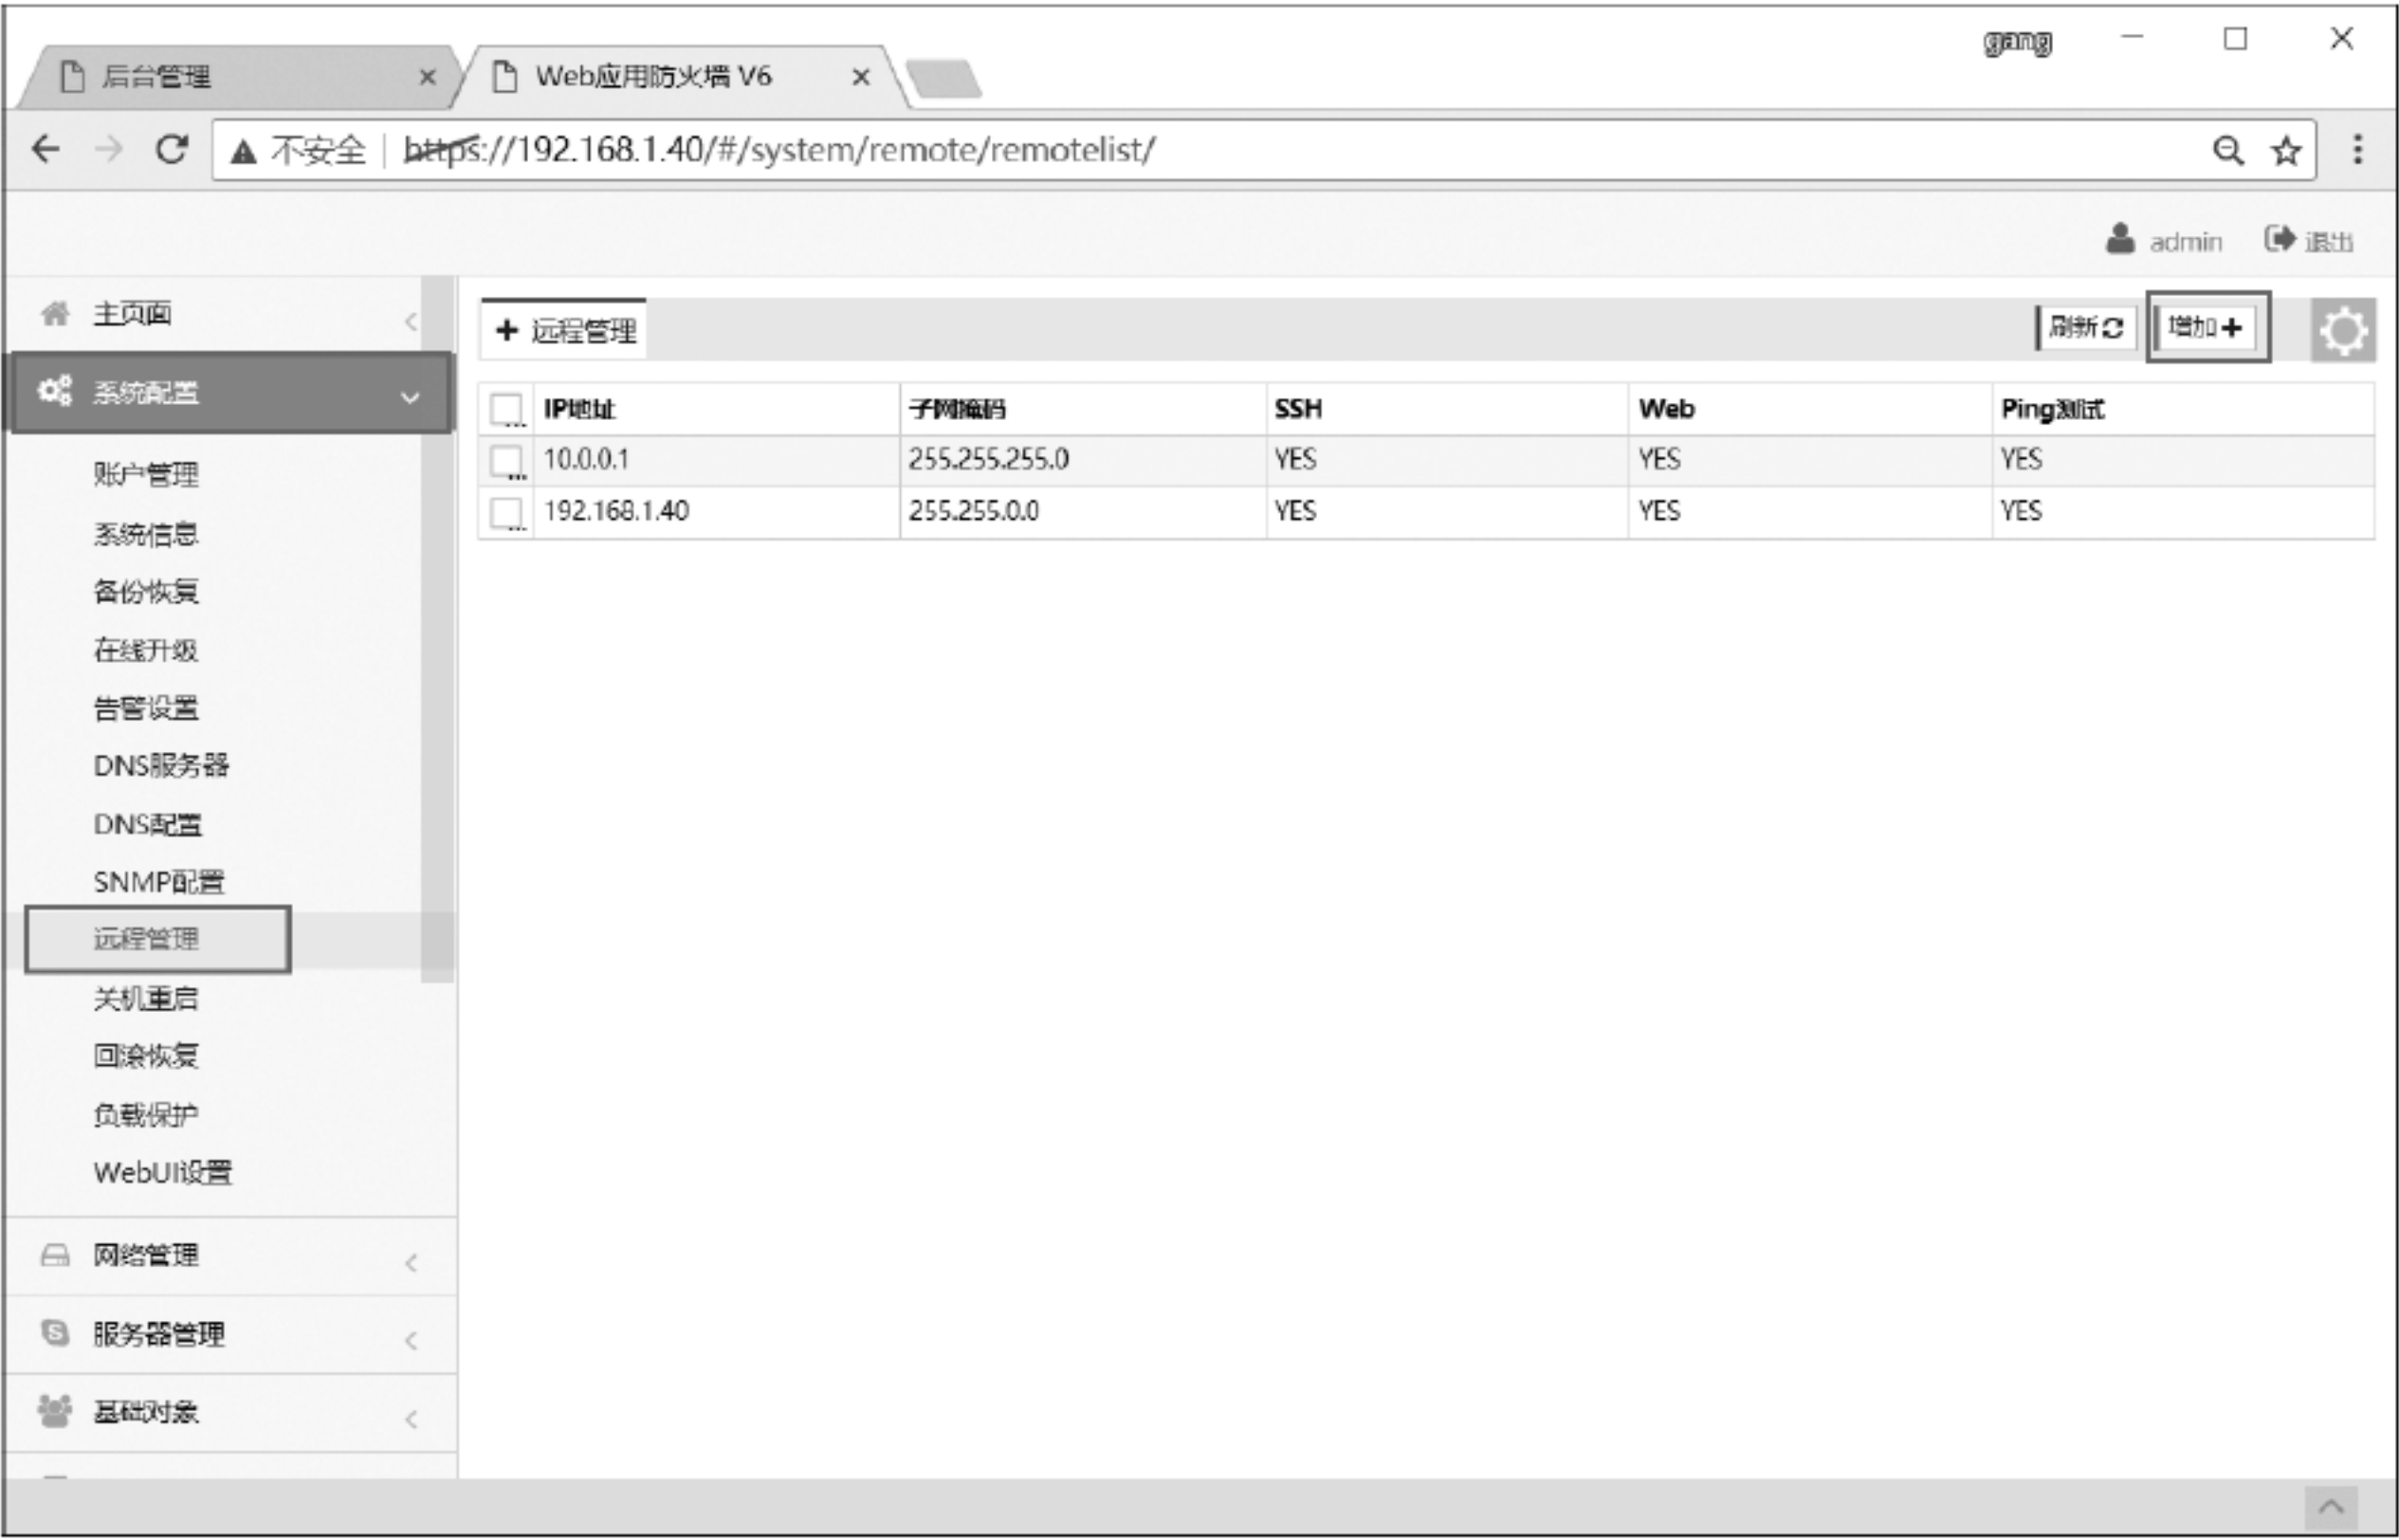 gang
后台管理
Web应用防火墙 V6
不安全 https://192.168.1.40/#/system/remote/remotelist/
admin 退出
主页面
系统配置
账户管理
系统信息
备份恢复
在线升级
告警设置
DNS服务器
DNS配置
SNMP配置
远程管理
关机重启
回滚恢复
负载保护
WebUI设置
网络管理
服务器管理
基础对象
+ 远程管理 刷新 增加+
IP地址 子网掩码 SSH Web Ping测试
10.0.0.1 255.255.255.0 YES YES YES
192.168.1.40 255.255.0.0 YES YES YES